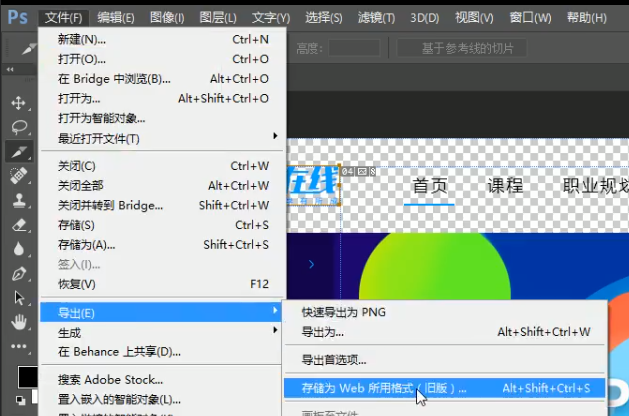 Ps 文件(F) 编辑(E) 图像(I) 图层(L) 文字(Y) 选择(S) 滤镜(T) 3D(D) 视图(V) 窗口(W) 帮助(H)
高度: 基于参考线的切片
新建(N)... Ctrl+N
打开(O)... Ctrl+O
在 Bridge 中浏览(B)... Alt+Ctrl+O
打开为... Alt+Shift+Ctrl+O
打开为智能对象...
最近打开文件(T)
关闭(C) Ctrl+W
关闭全部 Alt+Ctrl+W
关闭并转到 Bridge... Shift+Ctrl+W
存储(S) Ctrl+S
存储为(A)... Shift+Ctrl+S
签入(I)...
恢复(V) F12
导出(E)
生成
在 Behance 上共享(D)...
搜索 Adobe Stock...
置入嵌入的智能对象(L)...
在线
04
首页 课程 职业规划
快速导出为 PNG
导出为... Alt+Shift+Ctrl+W
导出首选项...
存储为 Web 所用格式（旧版）... Alt+Shift+Ctrl+S